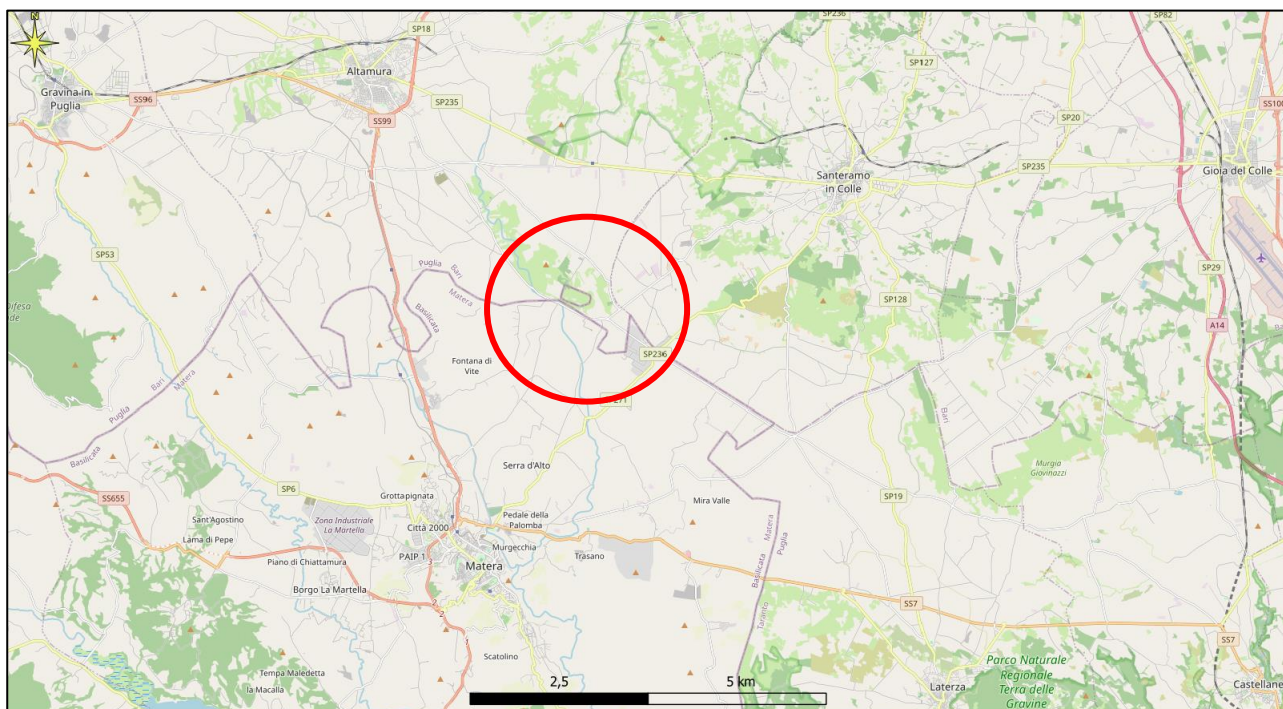 N
SP18
SP236
SP82
Altamura
SP127
Gravina in
Puglia
SS96
SP235
SS99
SP20
SS100
SP235
Santeramo
in Colle
Gioia del Colle
SP53
Puglia
Bari
Matera
Basilicata
SP29
SP128
A14
Difesa
Fontana di
Vite
SP236
Bari
Matera
Puglia
Basilicata
Bari
Serra d'Alto
Murgia
Giovinazzi
SP6
SS655
Grottapignata
Mira Valle
SP19
Zona Industriale
La Martella
Sant'Agostino
Lama di Pepe
Città 2000
Pedale della
Palomba
Matera
Puglia
PAIP 1
Murgecchia
Trasano
Piano di Chiattamura
Matera
Basilicata
Borgo La Martella
SS7
Taranto
SS7
Scatolino
Parco Naturale
Regionale
Terra delle
Gravine
Tempa Maledetta
la Macalla
2,5
5 km
Laterza
Castellane